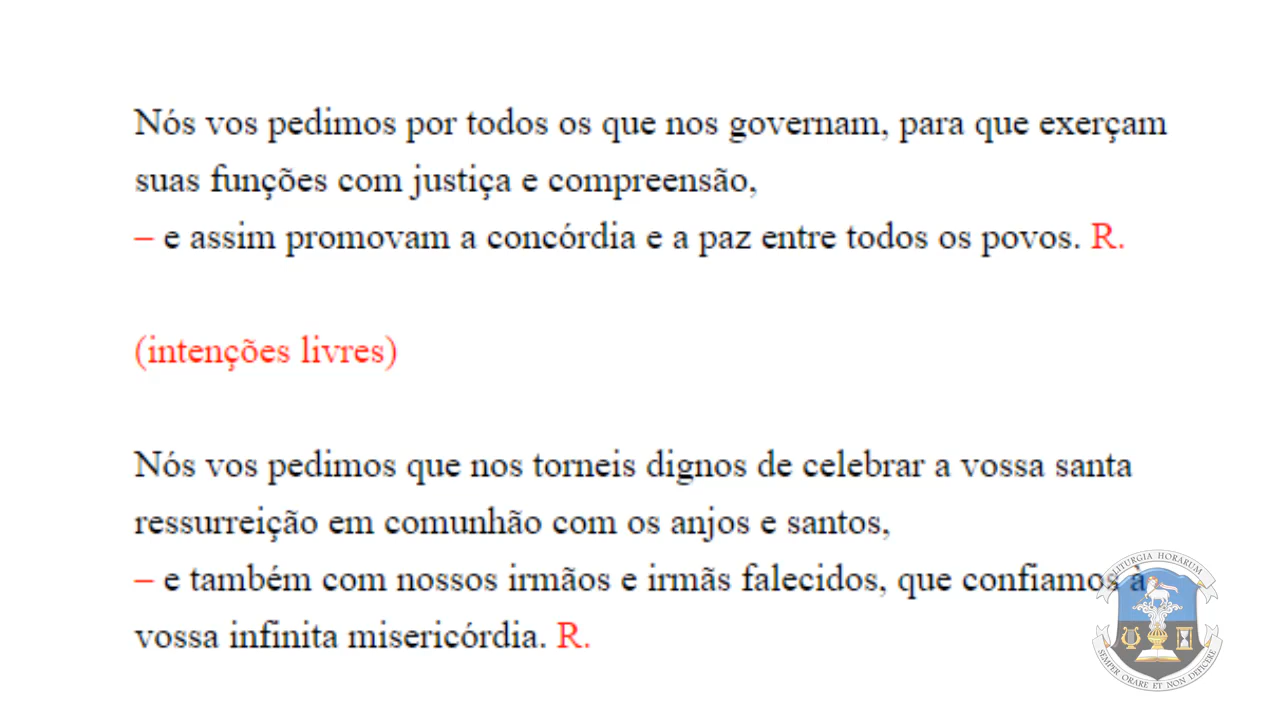 Nós vos pedimos por todos os que nos governam, para que exerçam
suas funções com justiça e compreensão,
– e assim promovam a concórdia e a paz entre todos os povos. R.
(intenções livres)
Nós vos pedimos que nos torneis dignos de celebrar a vossa santa
ressurreição em comunhão com os anjos e santos,
– e também com nossos irmãos e irmãs falecidos, que confiamos à
vossa infinita misericórdia. R.
LITURGIA HORARUM
SEMPER ORARE ET NON DEFICERE